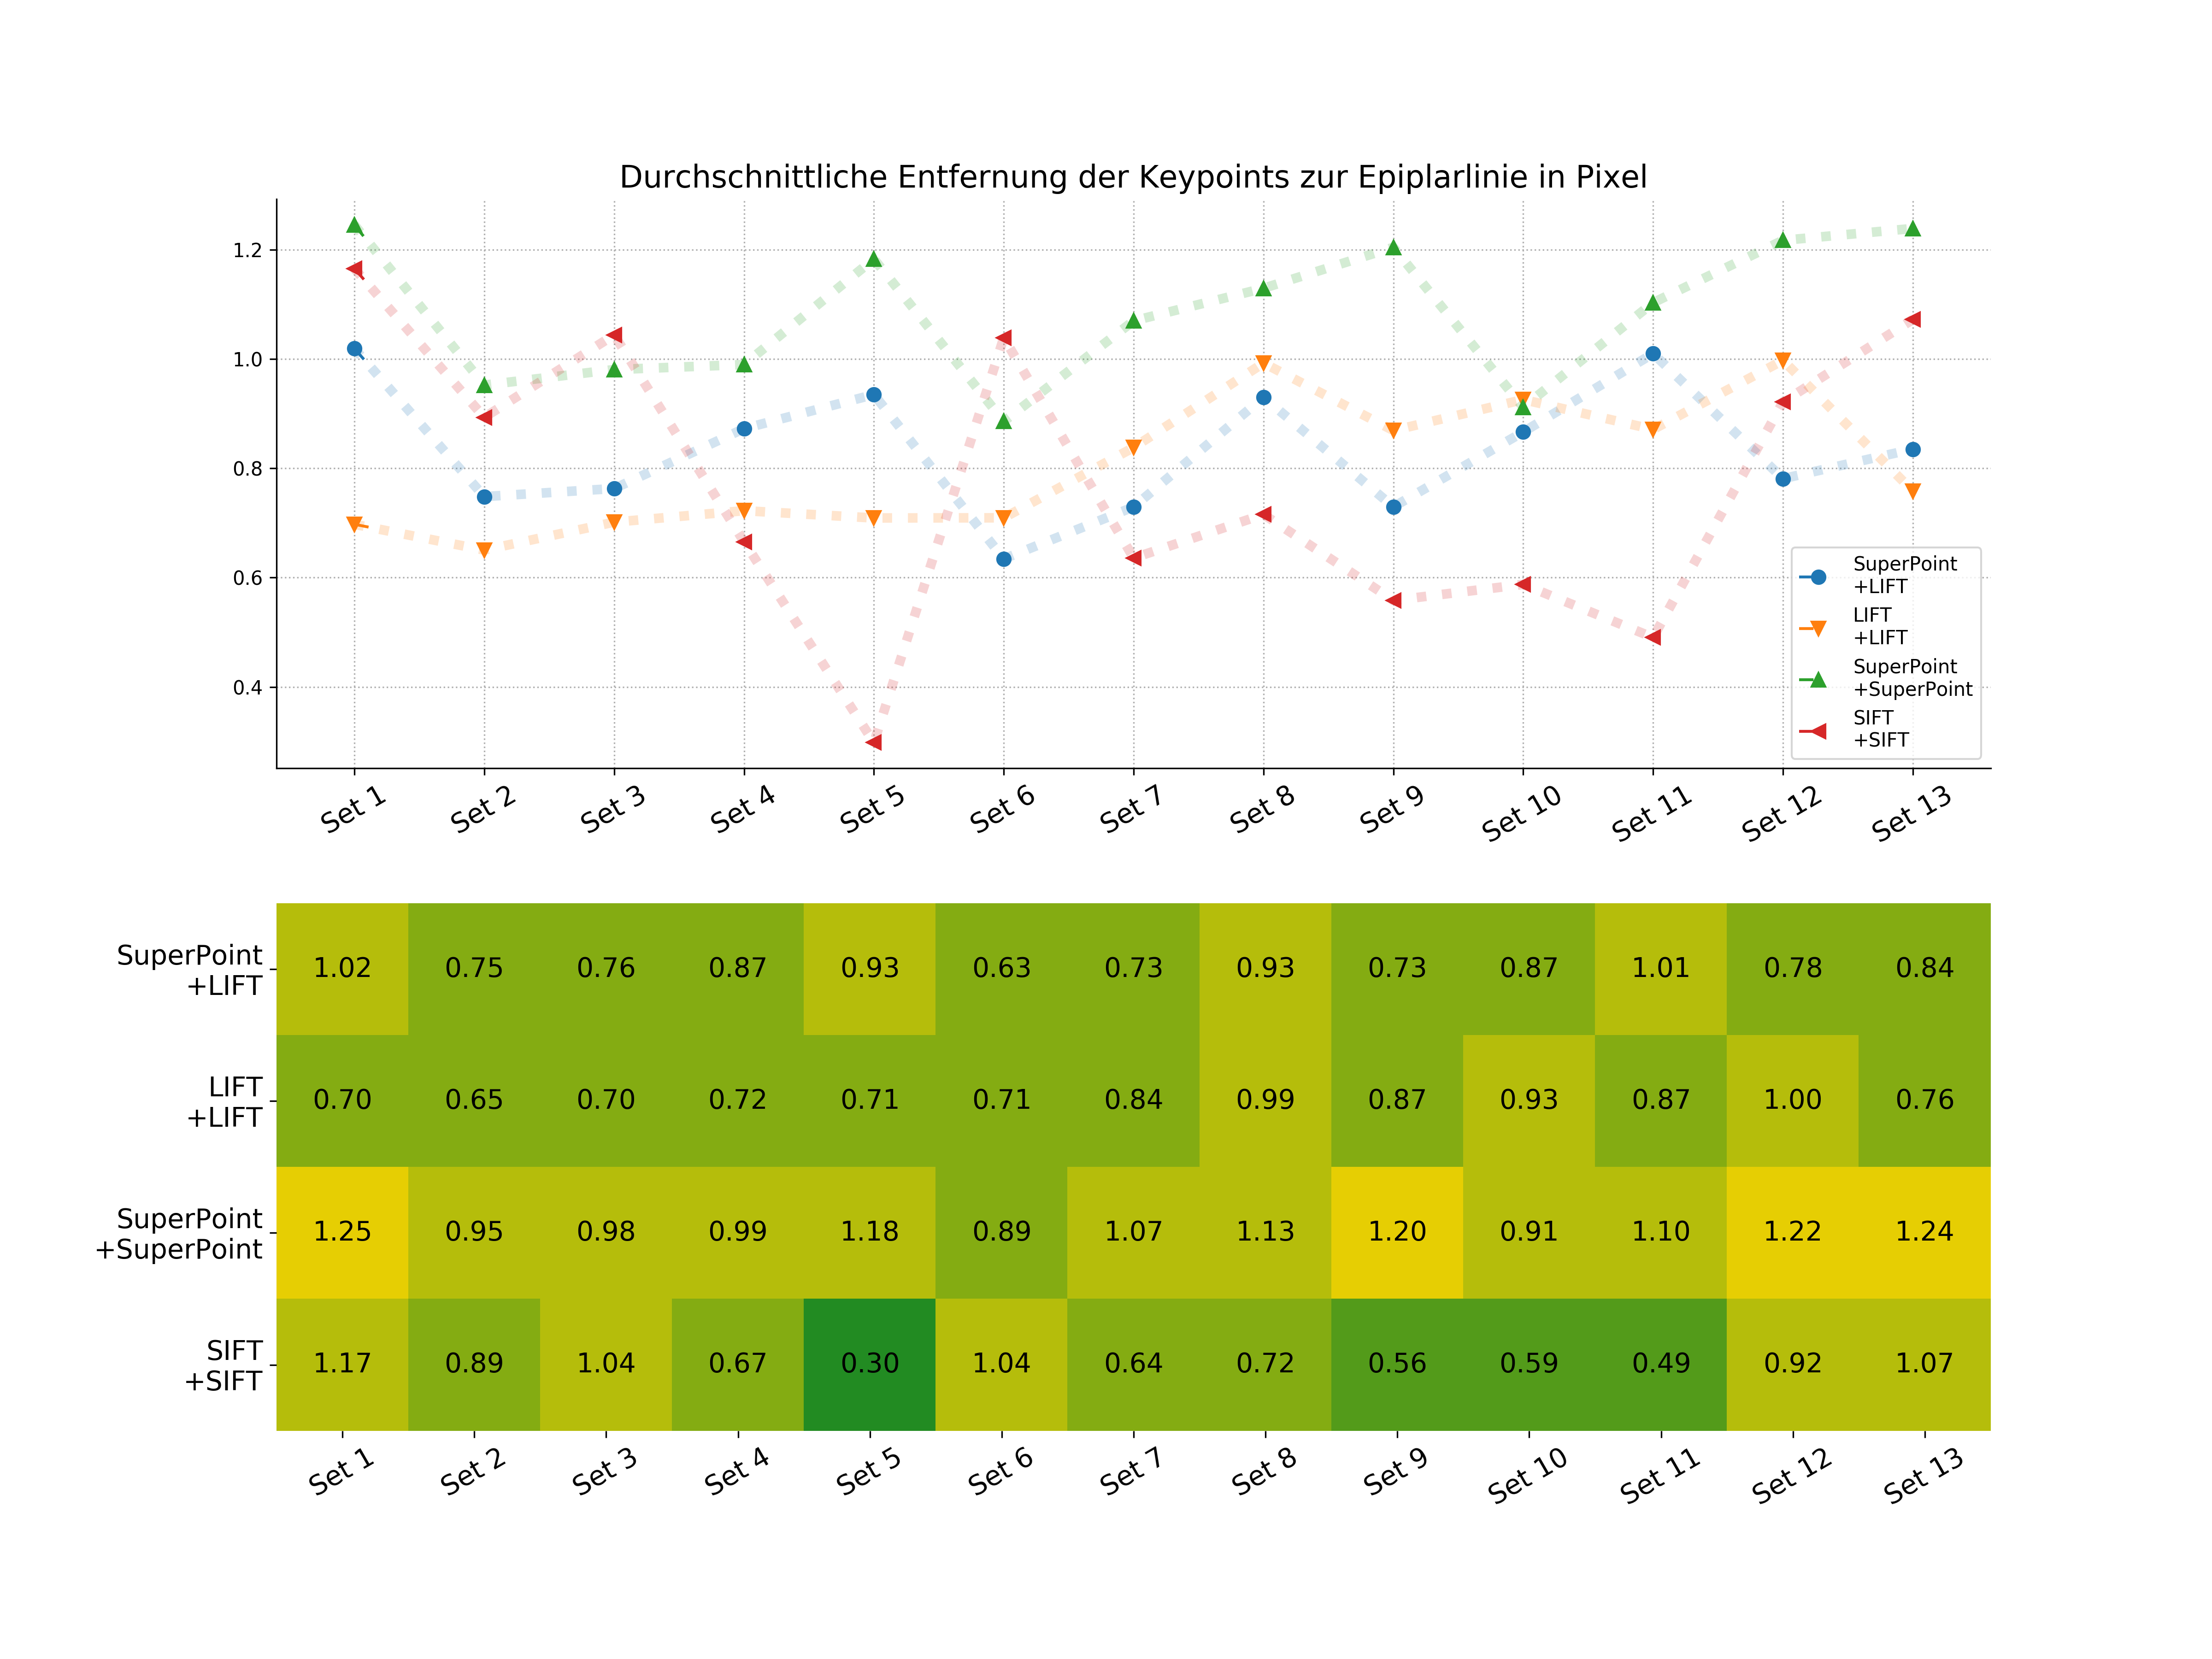 Durchschnittliche Entfernung der Keypoints zur Epiplarlinie in Pixel
1.2
1.0
0.8
0.6
0.4
SuperPoint
+LIFT
LIFT
+LIFT
SuperPoint
+SuperPoint
SIFT
+SIFT
Set 1 Set 2 Set 3 Set 4 Set 5 Set 6 Set 7 Set 8 Set 9 Set 10 Set 11 Set 12 Set 13
SuperPoint
+LIFT
1.02 0.75 0.76 0.87 0.93 0.63 0.73 0.93 0.73 0.87 1.01 0.78 0.84
LIFT
+LIFT
0.70 0.65 0.70 0.72 0.71 0.71 0.84 0.99 0.87 0.93 0.87 1.00 0.76
SuperPoint
+SuperPoint
1.25 0.95 0.98 0.99 1.18 0.89 1.07 1.13 1.20 0.91 1.10 1.22 1.24
SIFT
+SIFT
1.17 0.89 1.04 0.67 0.30 1.04 0.64 0.72 0.56 0.59 0.49 0.92 1.07
Set 1 Set 2 Set 3 Set 4 Set 5 Set 6 Set 7 Set 8 Set 9 Set 10 Set 11 Set 12 Set 13